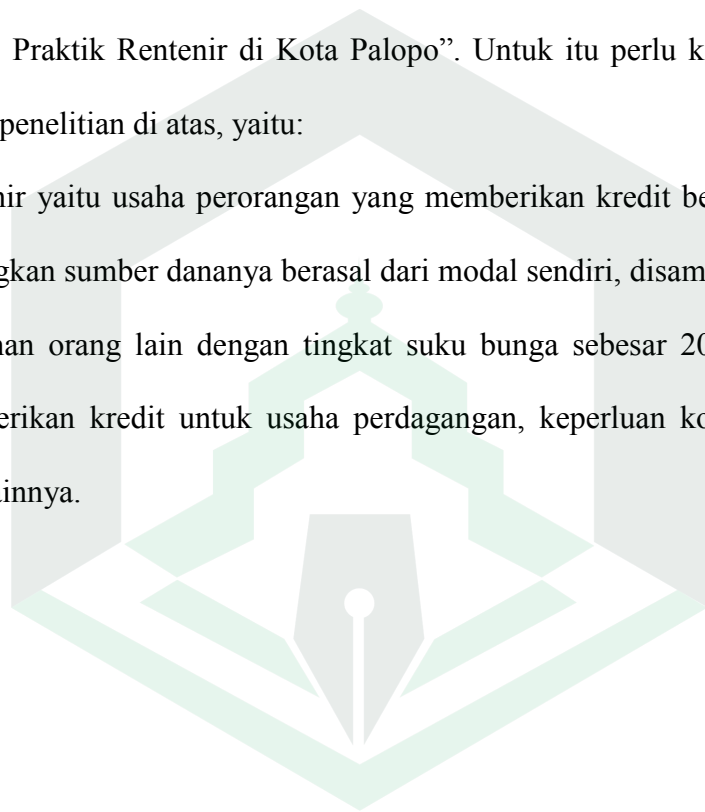 Praktik Rentenir di Kota Palopo”. Untuk itu perlu k
penelitian di atas, yaitu:
nir yaitu usaha perorangan yang memberikan kredit be
gkan sumber dananya berasal dari modal sendiri, disam
nan orang lain dengan tingkat suku bunga sebesar 20
erikan kredit untuk usaha perdagangan, keperluan ko
ainnya.